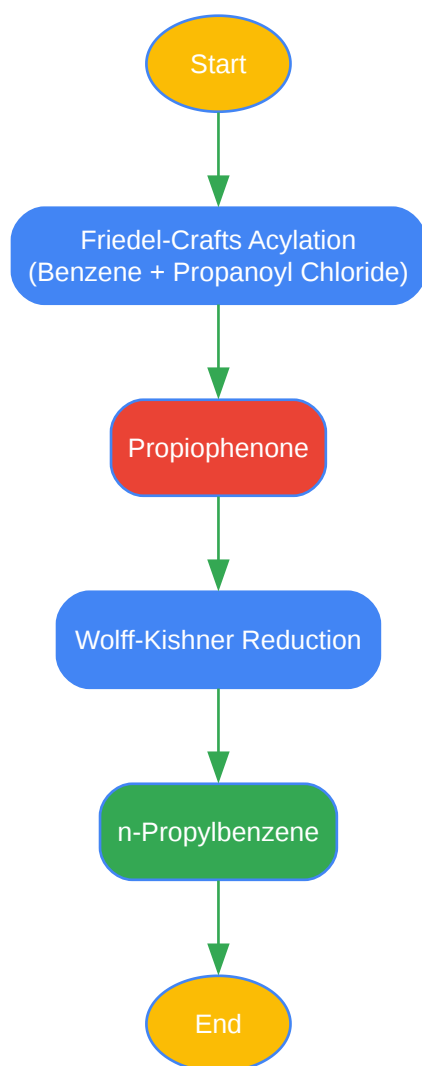 Start
Friedel-Crafts Acylation
(Benzene + Propanoyl Chloride)
Propiophenone
Wolff-Kishner Reduction
n-Propylbenzene
End